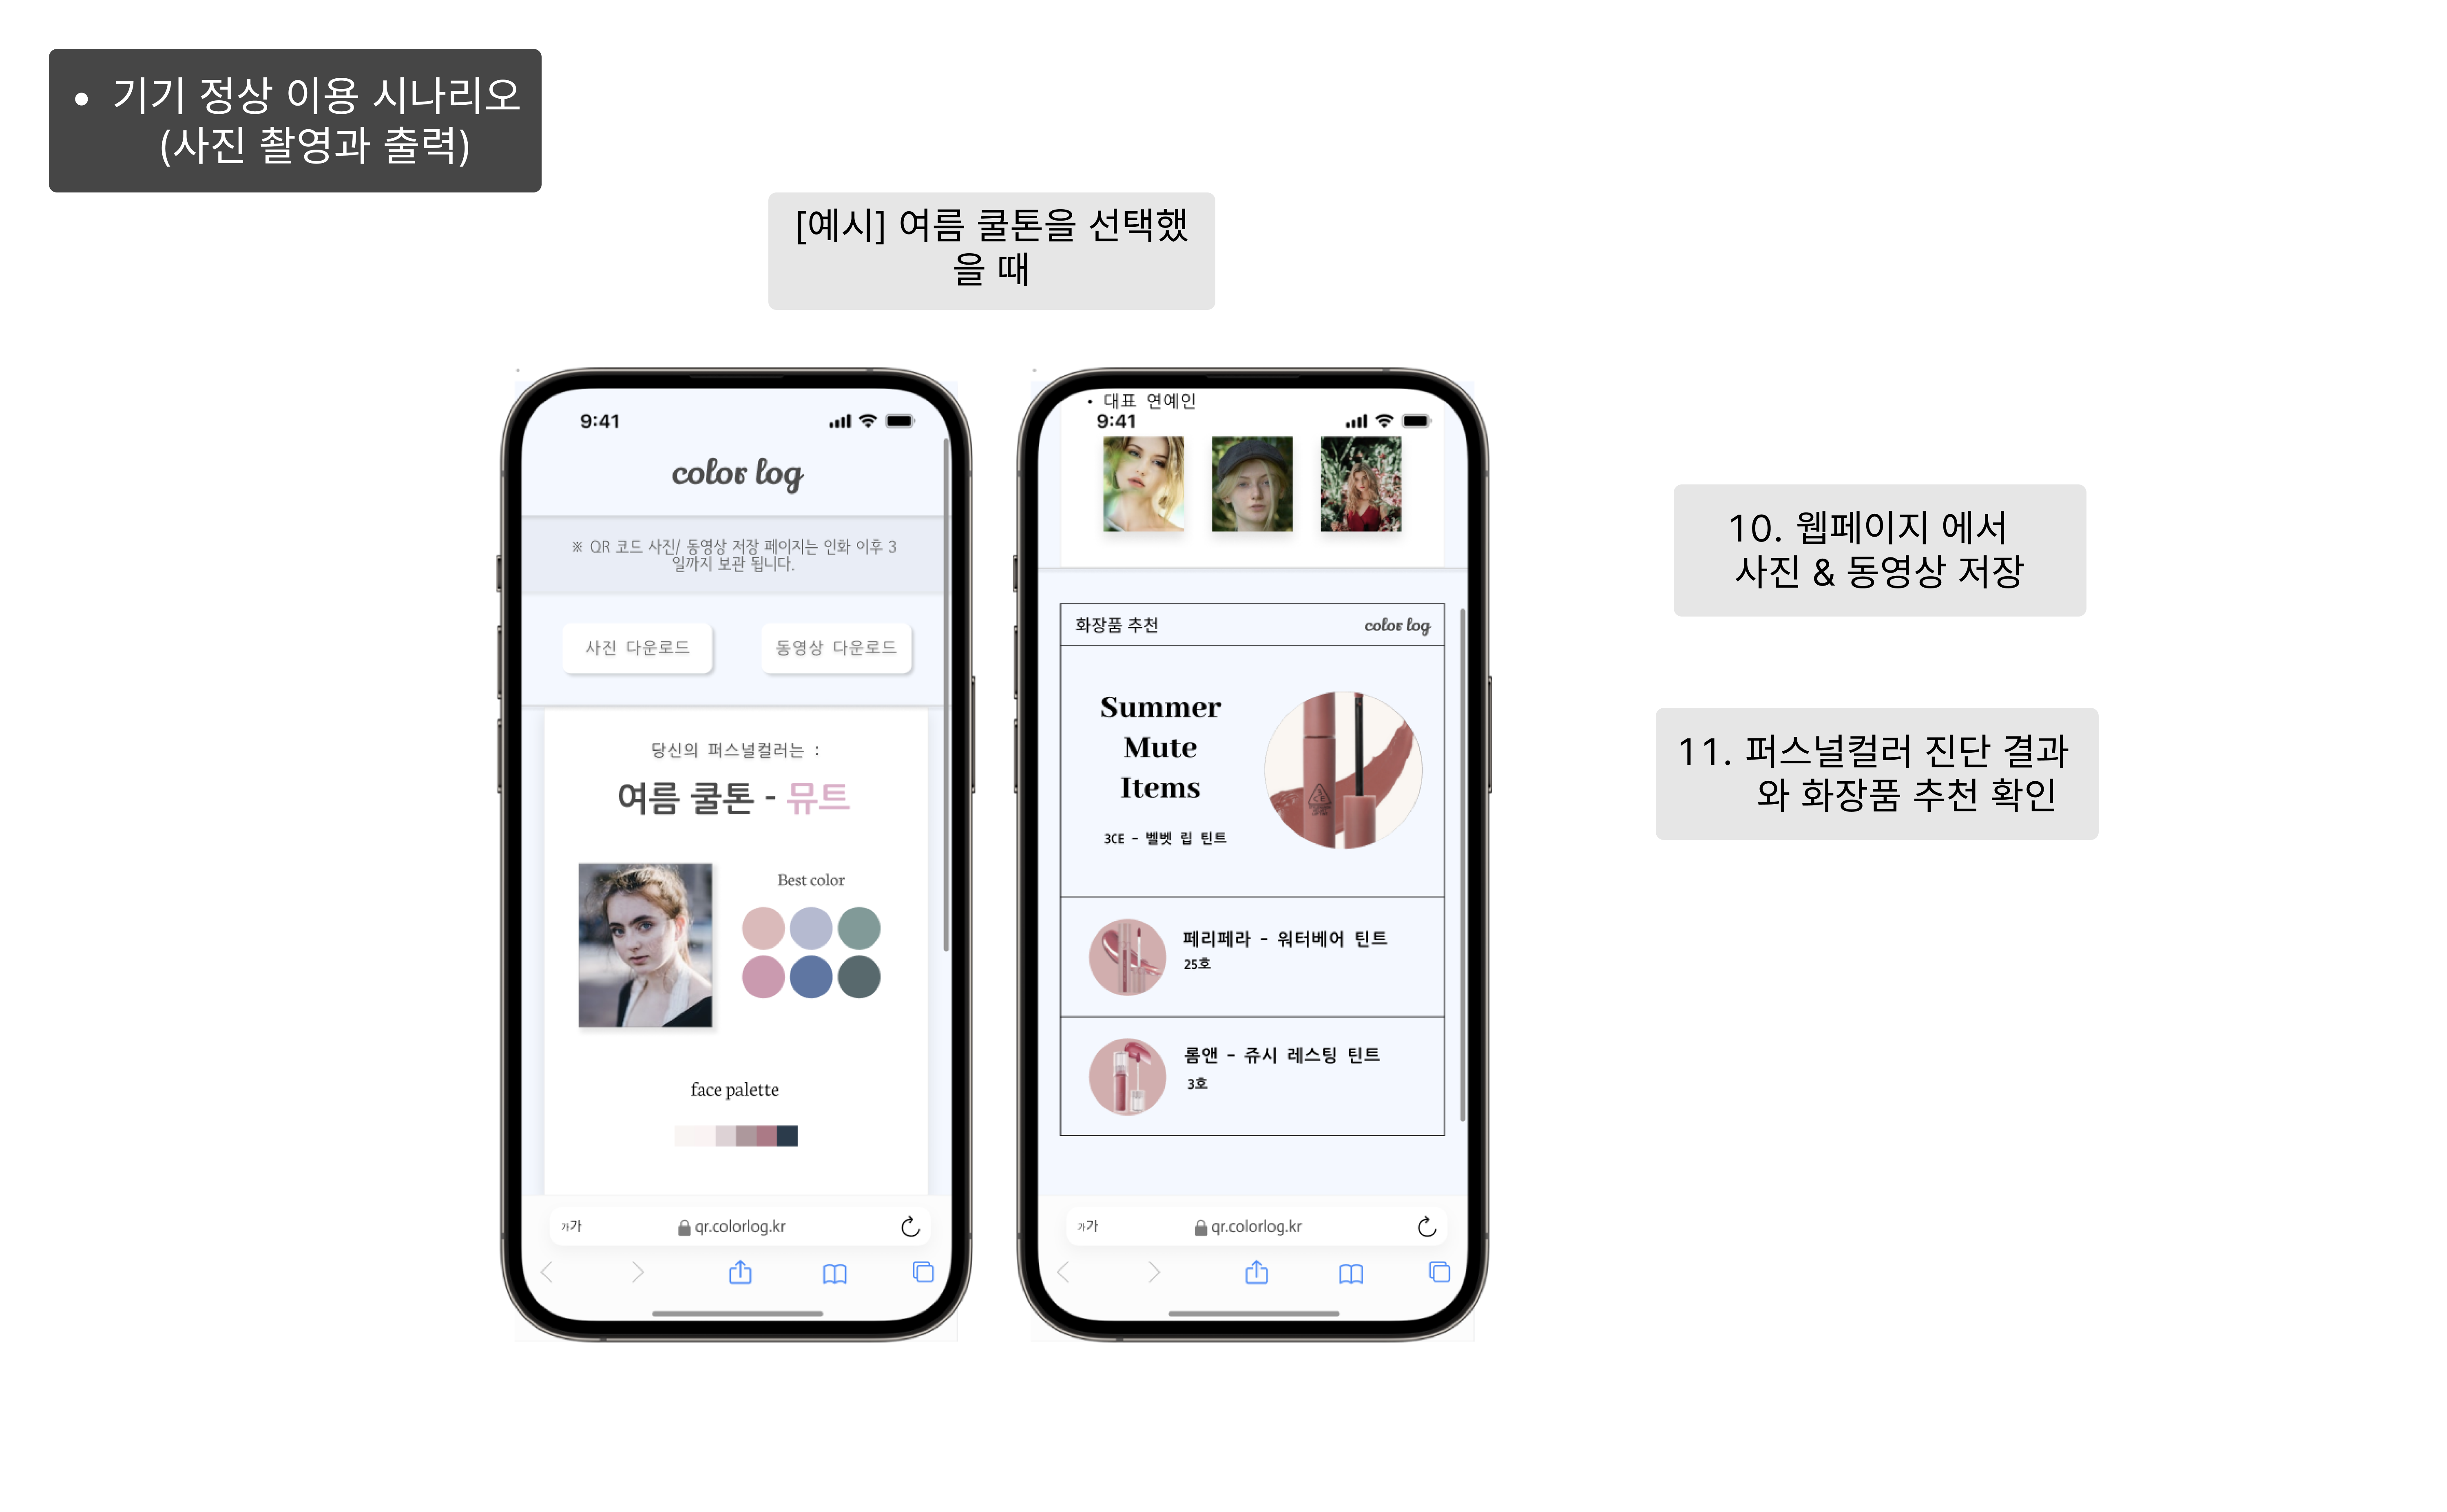 • 기기 정상 이용 시나리오
(사진 촬영과 출력)
[예시] 여름 쿨톤을 선택했
을 때
9:41
color log
※ QR 코드 사진/ 동영상 저장 페이지는 인화 이후 3
일까지 보관 됩니다.
사진 다운로드
동영상 다운로드
당신의 퍼스널컬러는 :
여름 쿨톤 - 뮤트
Best color
face palette
가가
qr.colorlog.kr
• 대표 연예인
9:41
화장품 추천
color log
Summer
Mute
Items
3CE - 벨벳 립 틴트
페리페라 - 워터베어 틴트
25호
롬앤 - 쥬시 레스팅 틴트
3호
가가
qr.colorlog.kr
10. 웹페이지 에서
사진 & 동영상 저장
11. 퍼스널컬러 진단 결과
와 화장품 추천 확인